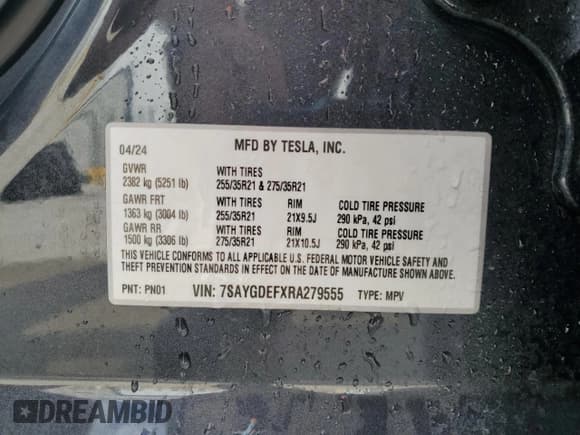 04/24 MFD BY TESLA, INC.
GVWR WITH TIRES
2382 kg (5251 lb) 255/35R21 & 275/35R21
GAWR FRT WITH TIRES RIM COLD TIRE PRESSURE
1363 kg (3004 lb) 255/35R21 21X9.5J 290 kPa, 42 psi
GAWR RR WITH TIRES RIM COLD TIRE PRESSURE
1500 kg (3306 lb) 275/35R21 21X10.5J 290 kPa, 42 psi
THIS VEHICLE CONFORMS TO ALL APPLICABLE U.S. FEDERAL MOTOR VEHICLE SAFETY AND
THEFT PREVENTION STANDARDS IN EFFECT ON THE DATE OF MANUFACTURE SHOWN ABOVE.
PNT: PN01 VIN: 7SAYGDEFXRA279555 TYPE: MPV
DREAMBID